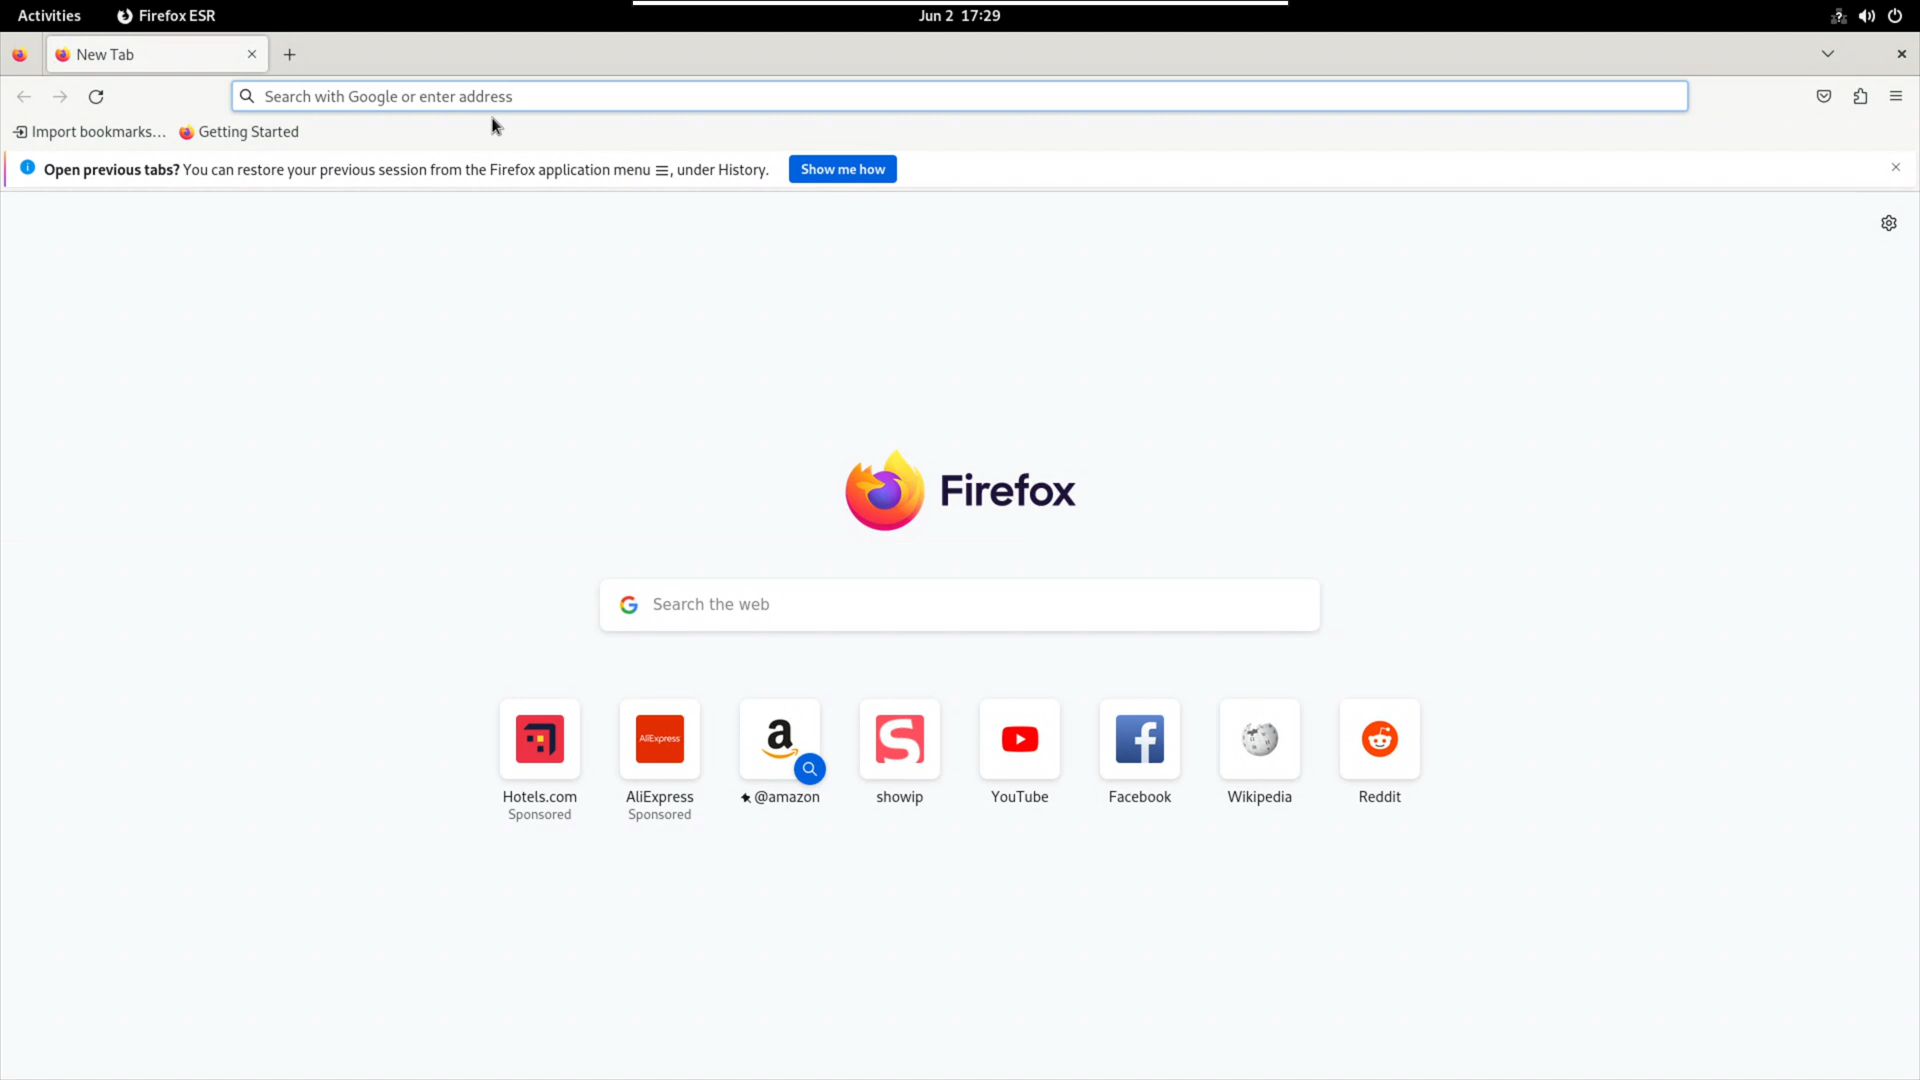 Activities Firefox ESR Jun 2 17:29
New Tab
Search with Google or enter address
Import bookmarks... Getting Started
Open previous tabs? You can restore your previous session from the Firefox application menu ☰, under History. Show me how
Firefox
Search the web
AliExpress
Hotels.com AliExpress @amazon showip YouTube Facebook Wikipedia Reddit
Sponsored Sponsored